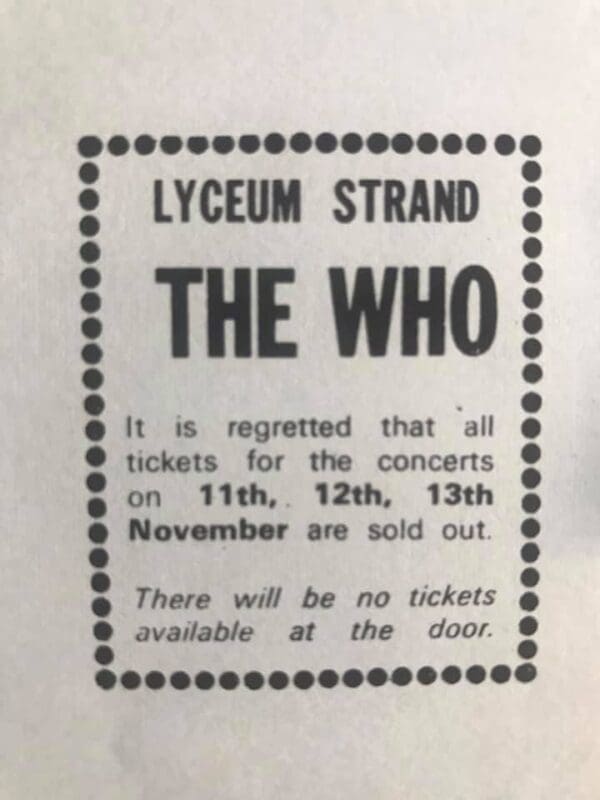 LYCEUM STRAND
THE WHO
It is regretted that all
tickets for the concerts
on 11th, 12th, 13th
November are sold out.
There will be no tickets
available at the door.